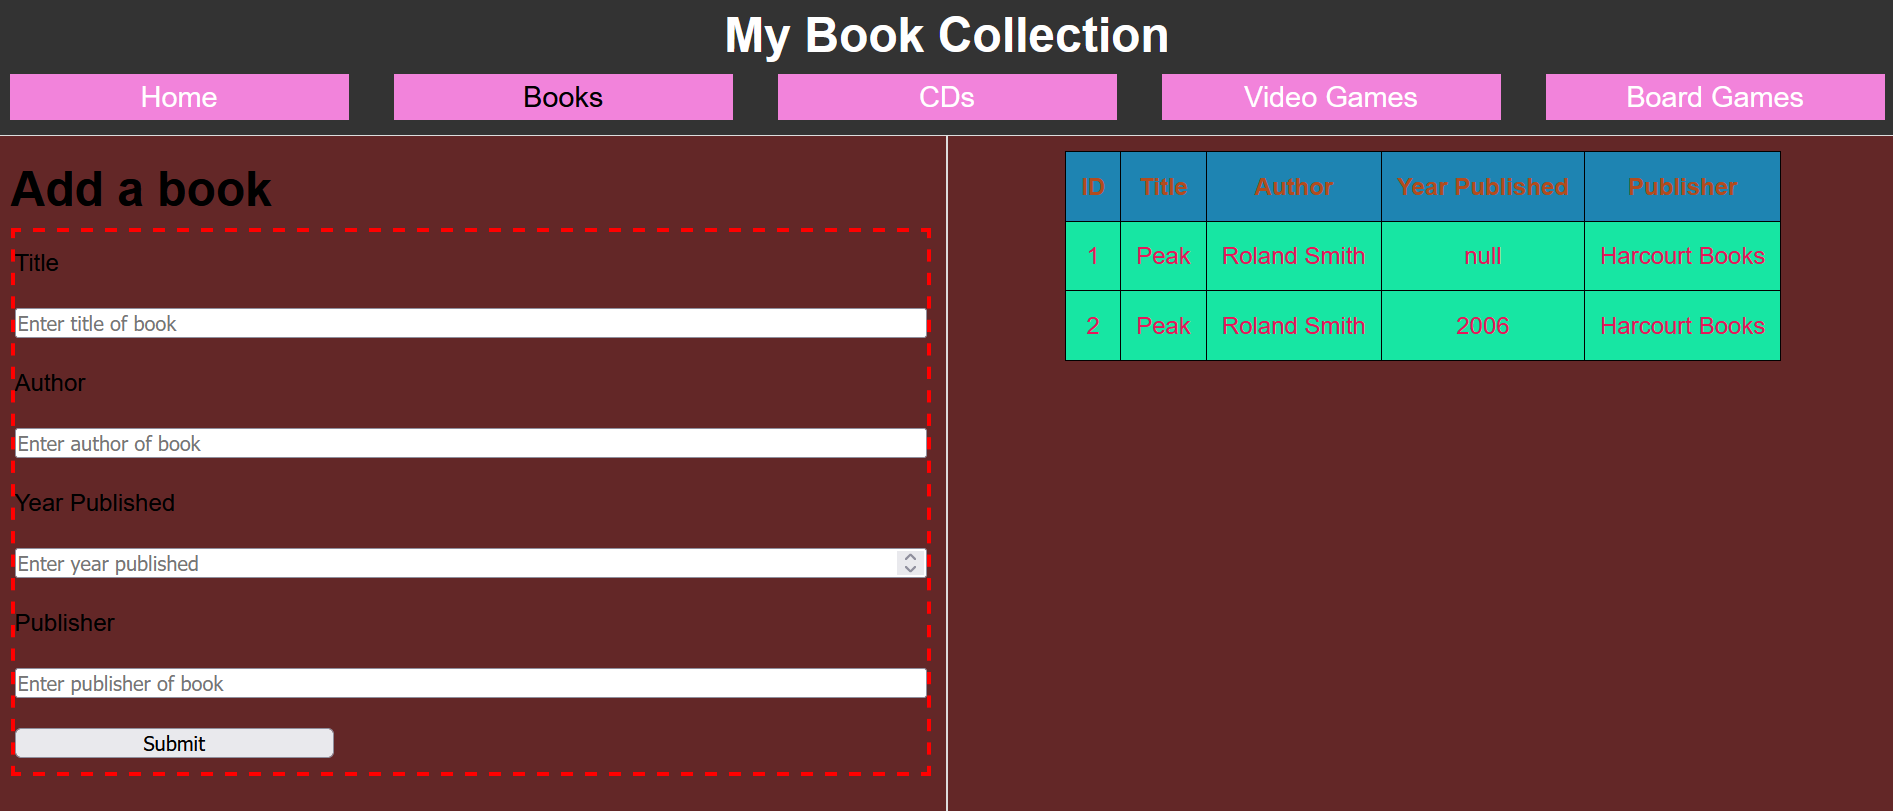 My Book Collection
Home Books CDs Video Games Board Games
Add a book
Title
Enter title of book
Author
Enter author of book
Year Published
Enter year published
Publisher
Enter publisher of book
Submit
ID Title Author Year Published Publisher
1 Peak Roland Smith null Harcourt Books
2 Peak Roland Smith 2006 Harcourt Books